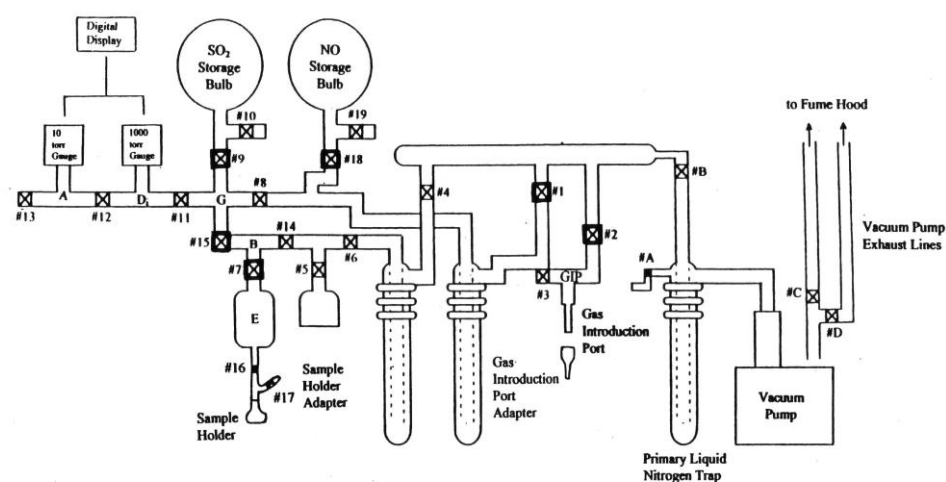 Digital
Display
SO₂
Storage
Bulb
NO
Storage
Bulb
10
torr
Gauge
1000
torr
Gauge
#10
#19
#9
#18
to Fume Hood
#4
#1
#B
A
D₁
G
#8
#13
#12
#11
#2
#15
B
#14
#6
#7
#5
#3
GIP
#A
Vacuum Pump
Exhaust Lines
#C
#D
E
Gas
Introduction
Port
#16
#17
Sample
Holder
Adapter
Gas
Introduction
Port
Adapter
Sample
Holder
Vacuum
Pump
Primary Liquid
Nitrogen Trap